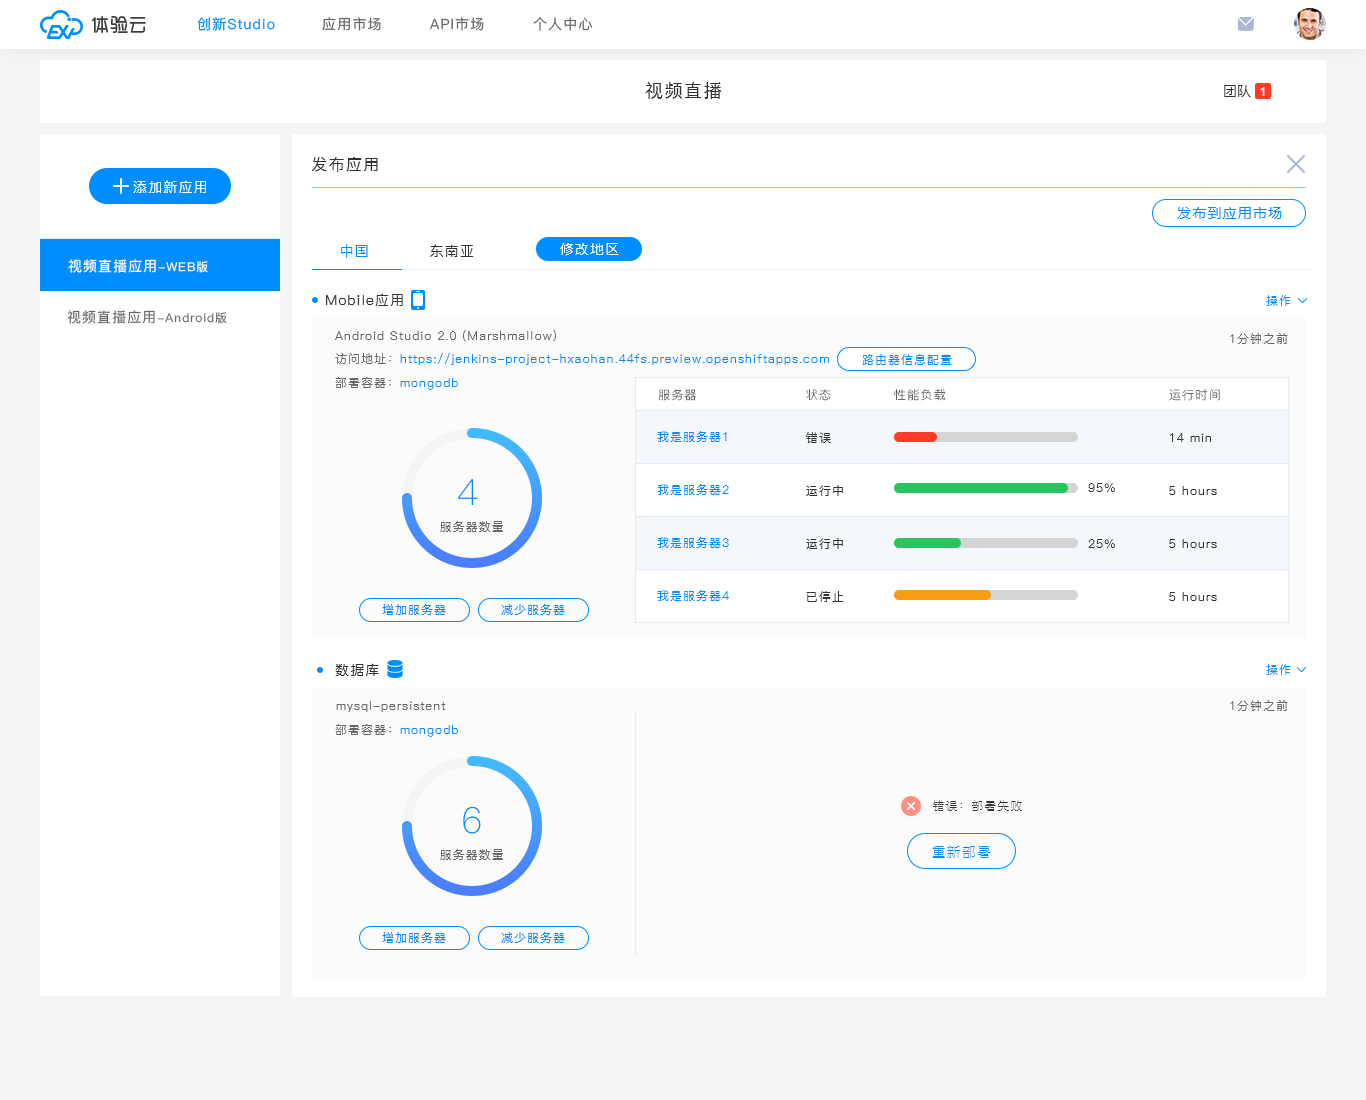 EXP 体验云 创新Studio 应用市场 API市场 个人中心
视频直播 团队 1
添加新应用
视频直播应用-WEB版
视频直播应用-Android版
发布应用
发布到应用市场
中国 东南亚 修改地区
Mobile应用 操作
Android Studio 2.0 (Marshmallow) 1分钟之前
访问地址：https://jenkins-project-hxaohan.44fs.preview.openshiftapps.com 路由器信息配置
部署容器：mongodb
服务器 状态 性能负载 运行时间
我是服务器1 错误 14 min
我是服务器2 运行中 95% 5 hours
我是服务器3 运行中 25% 5 hours
我是服务器4 已停止 5 hours
4
服务器数量
增加服务器 减少服务器
数据库 操作
mysql-persistent 1分钟之前
部署容器：mongodb
6
服务器数量
增加服务器 减少服务器
错误：部署失败
重新部署